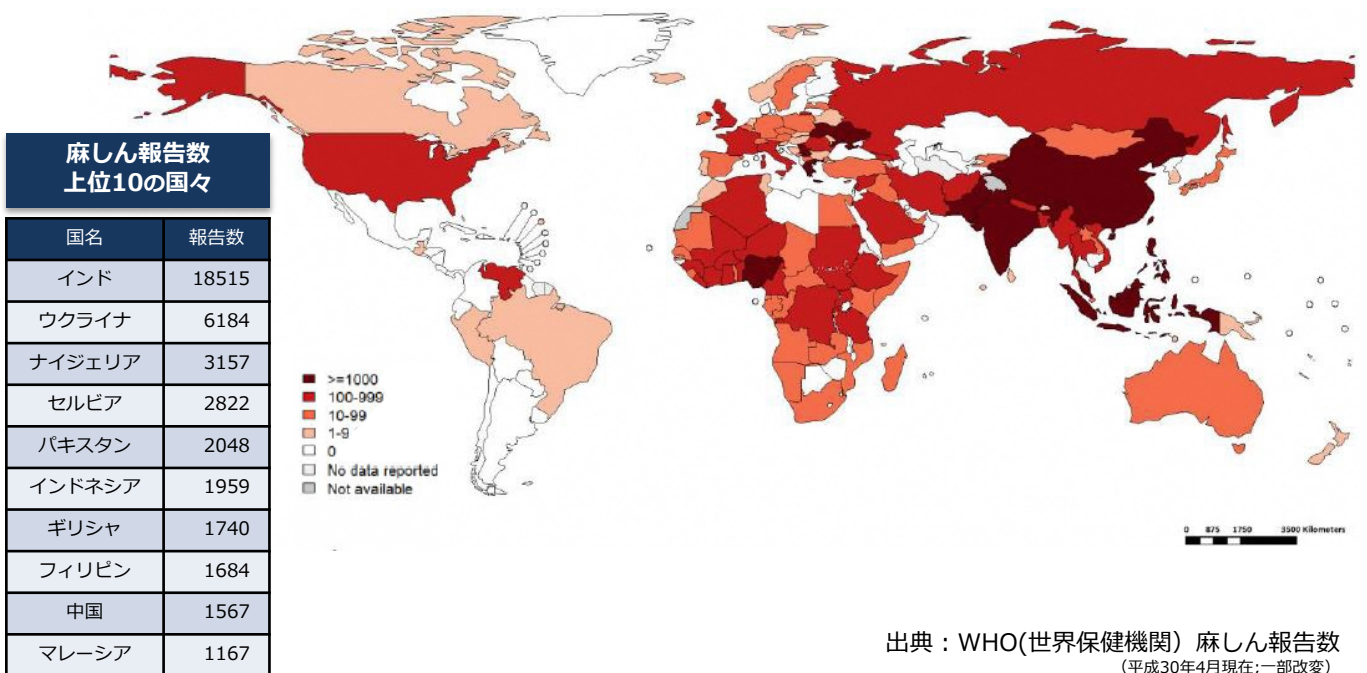 麻しん報告数
上位10の国々
国名 報告数
インド 18515
ウクライナ 6184
ナイジェリア 3157
セルビア 2822
パキスタン 2048
インドネシア 1959
ギリシャ 1740
フィリピン 1684
中国 1567
マレーシア 1167
>=1000
100-999
10-99
1-9
0
No data reported
Not available
0 875 1750 3500 Kilometers
出典：WHO(世界保健機関）麻しん報告数
（平成30年4月現在;一部改変）